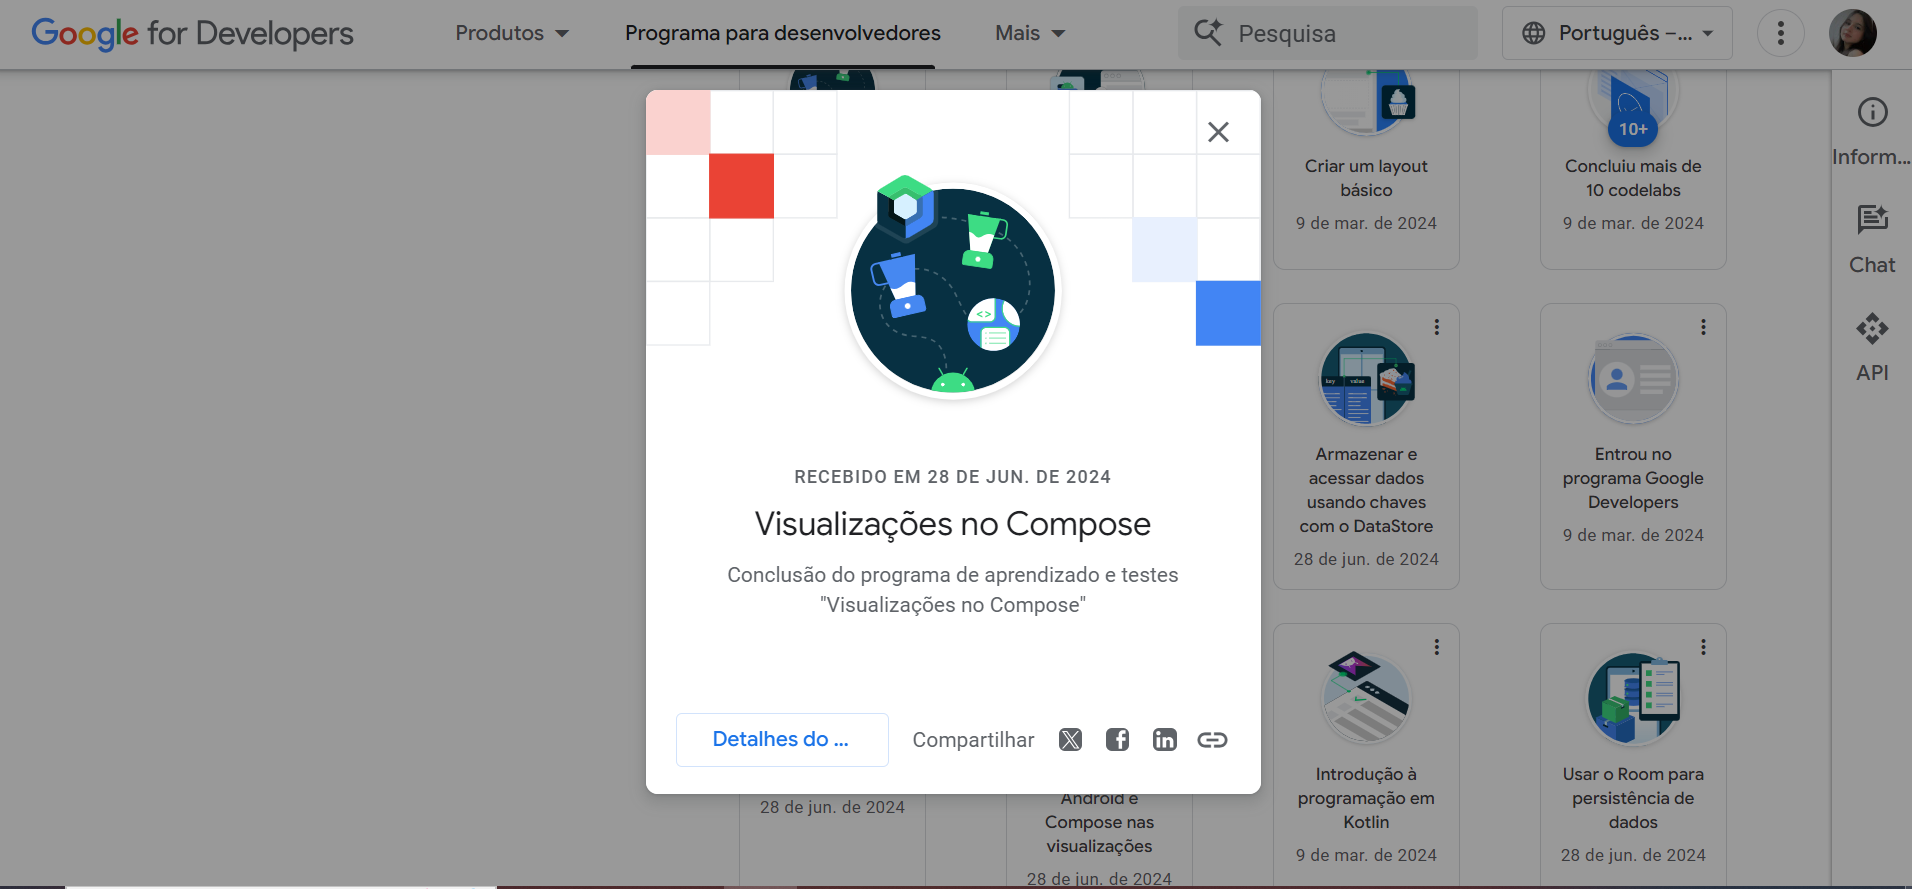 Google for Developers
Produtos
Programa para desenvolvedores
Mais
Pesquisa
Português –...
Criar um layout
básico
9 de mar. de 2024
10+
Concluiu mais de
10 codelabs
9 de mar. de 2024
Inform...
Chat
API
RECEBIDO EM 28 DE JUN. DE 2024
Visualizações no Compose
Conclusão do programa de aprendizado e testes
"Visualizações no Compose"
Detalhes do ...
Compartilhar
key value
Armazenar e
acessar dados
usando chaves
com o DataStore
28 de jun. de 2024
Entrou no
programa Google
Developers
9 de mar. de 2024
28 de jun. de 2024
Android e
Compose nas
visualizações
28 de jun. de 2024
Introdução à
programação em
Kotlin
9 de mar. de 2024
Usar o Room para
persistência de
dados
28 de jun. de 2024